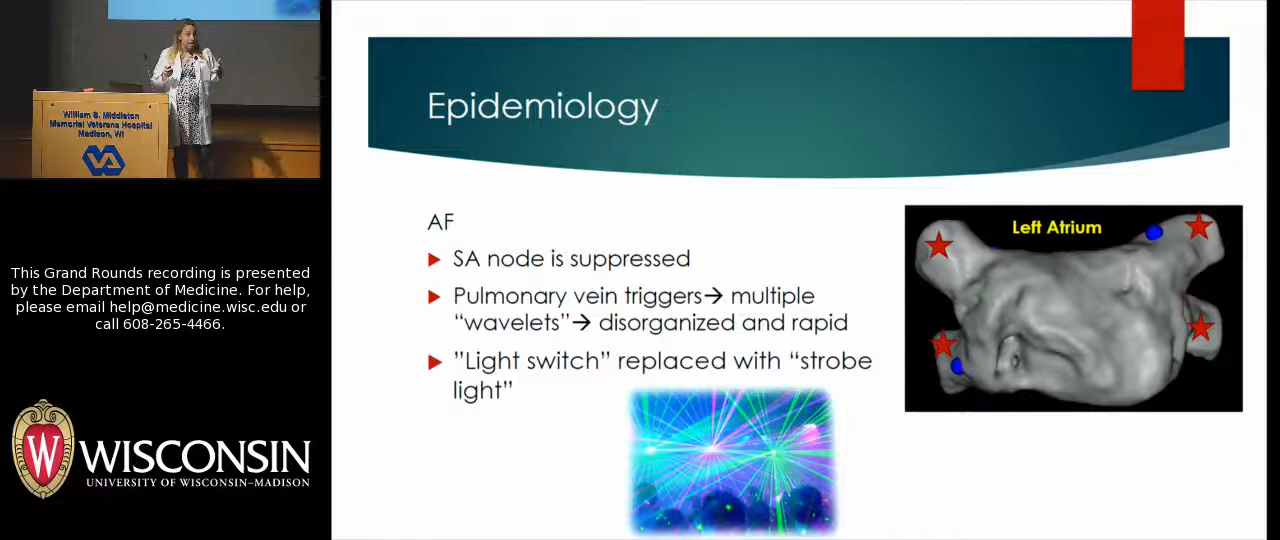 William S. Middleton
Memorial Veterans Hospital
Madison, WI
VA
This Grand Rounds recording is presented
by the Department of Medicine. For help,
please email help@medicine.wisc.edu or
call 608-265-4466.
W
WISCONSIN
UNIVERSITY OF WISCONSIN–MADISON
Epidemiology
AF
SA node is suppressed
Pulmonary vein triggers→ multiple
“wavelets”→ disorganized and rapid
”Light switch” replaced with “strobe
light”
Left Atrium